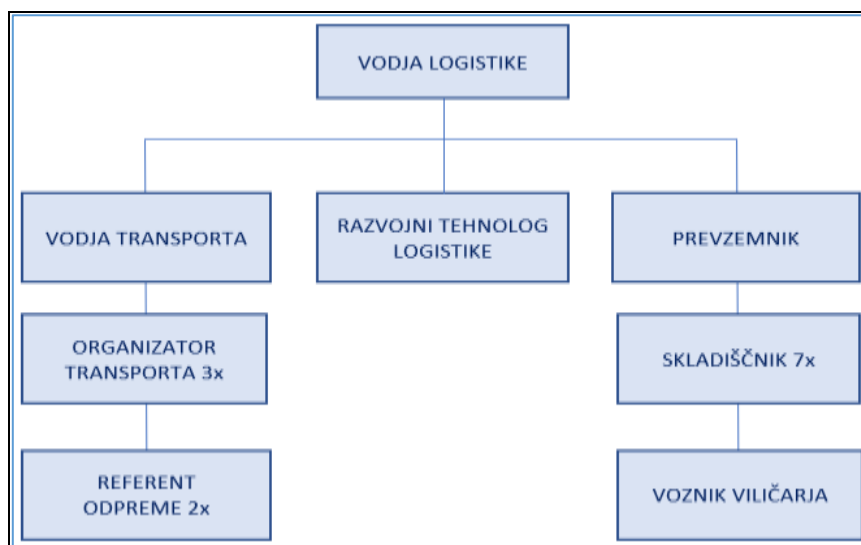 VODJA LOGISTIKE
VODJA TRANSPORTA
RAZVOJNI TEHNOLOG
LOGISTIKE
PREVZEMNIK
ORGANIZATOR
TRANSPORTA 3x
SKLADIŠČNIK 7x
REFERENT
ODPREME 2x
VOZNIK VILIČARJA